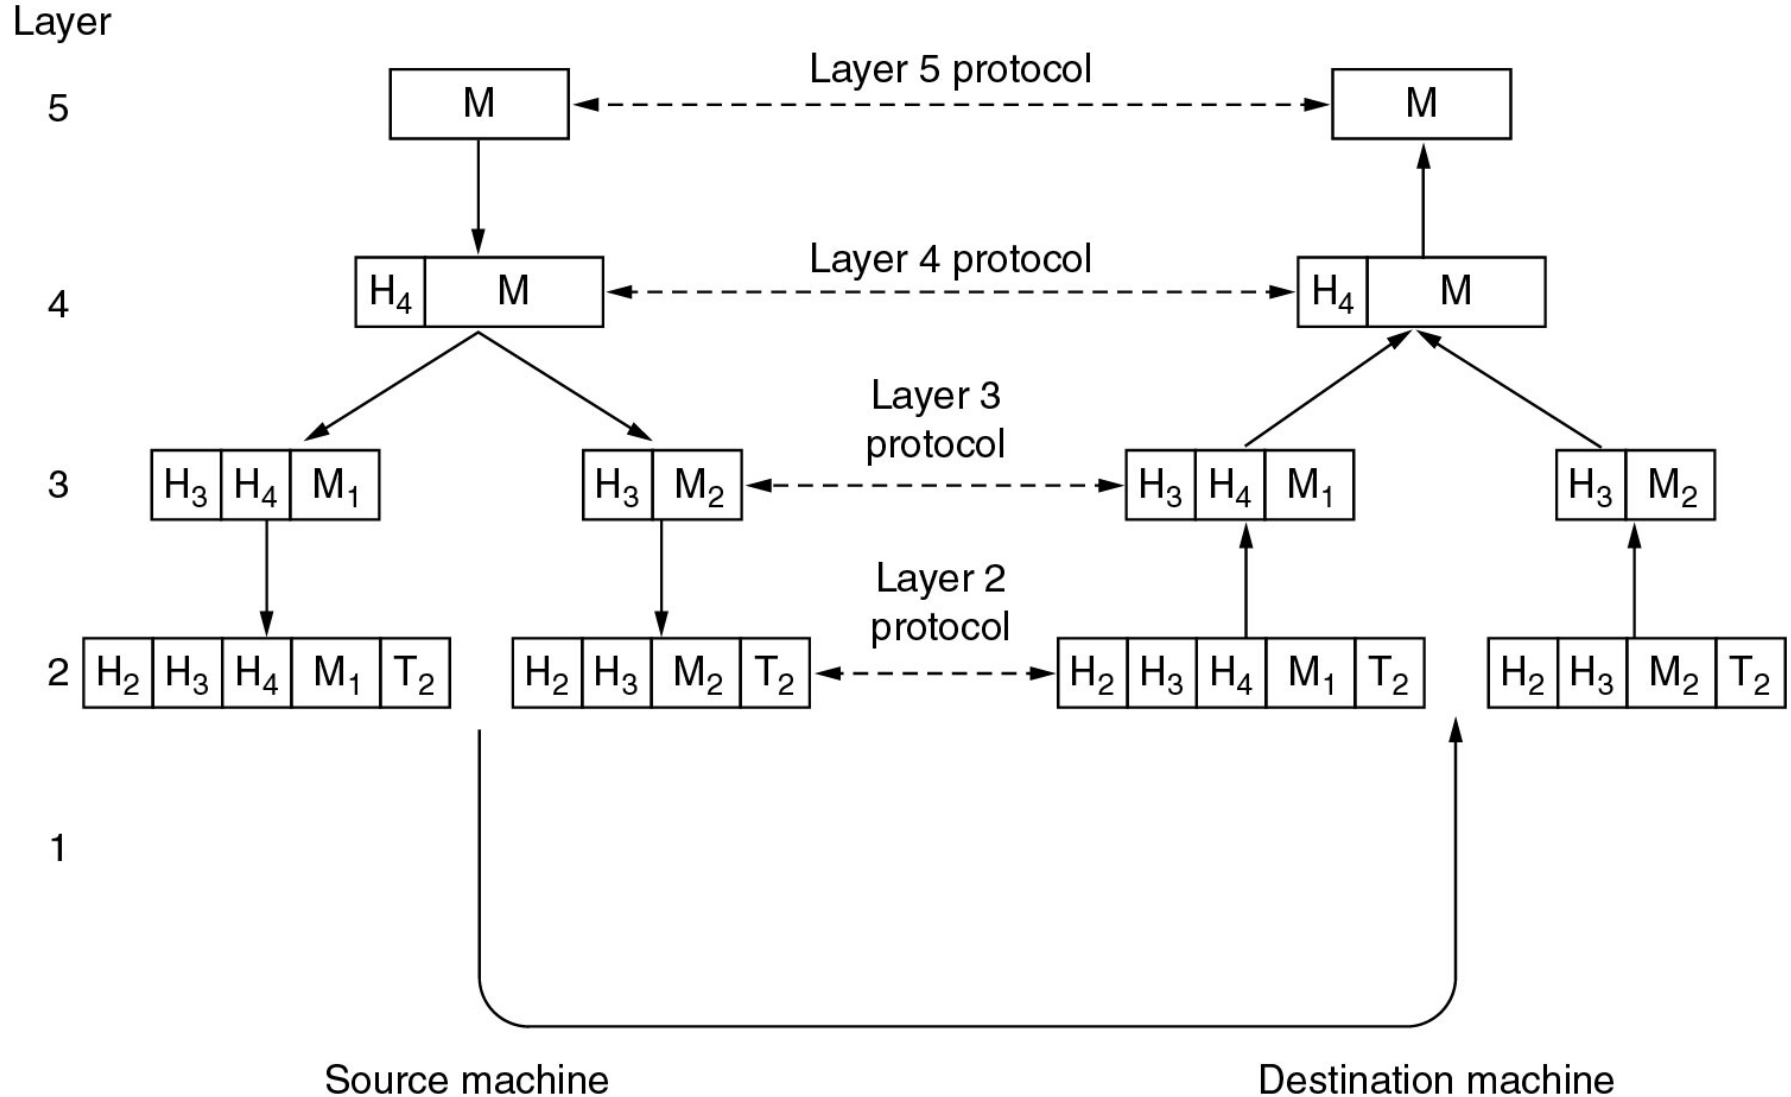 Layer
5 M Layer 5 protocol M
4 H₄ M Layer 4 protocol H₄ M
Layer 3
protocol
3 H₃ H₄ M₁ H₃ M₂ H₃ H₄ M₁ H₃ M₂
Layer 2
protocol
2 H₂ H₃ H₄ M₁ T₂ H₂ H₃ M₂ T₂ H₂ H₃ H₄ M₁ T₂ H₂ H₃ M₂ T₂
1
Source machine Destination machine